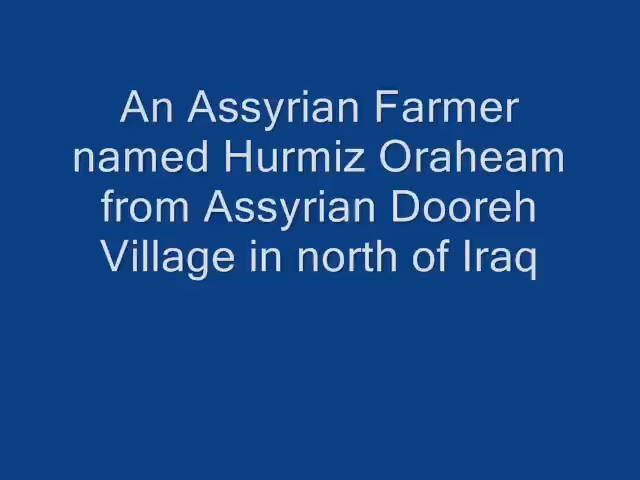 An Assyrian Farmer
named Hurmiz Oraheam
from Assyrian Dooreh
Village in north of Iraq